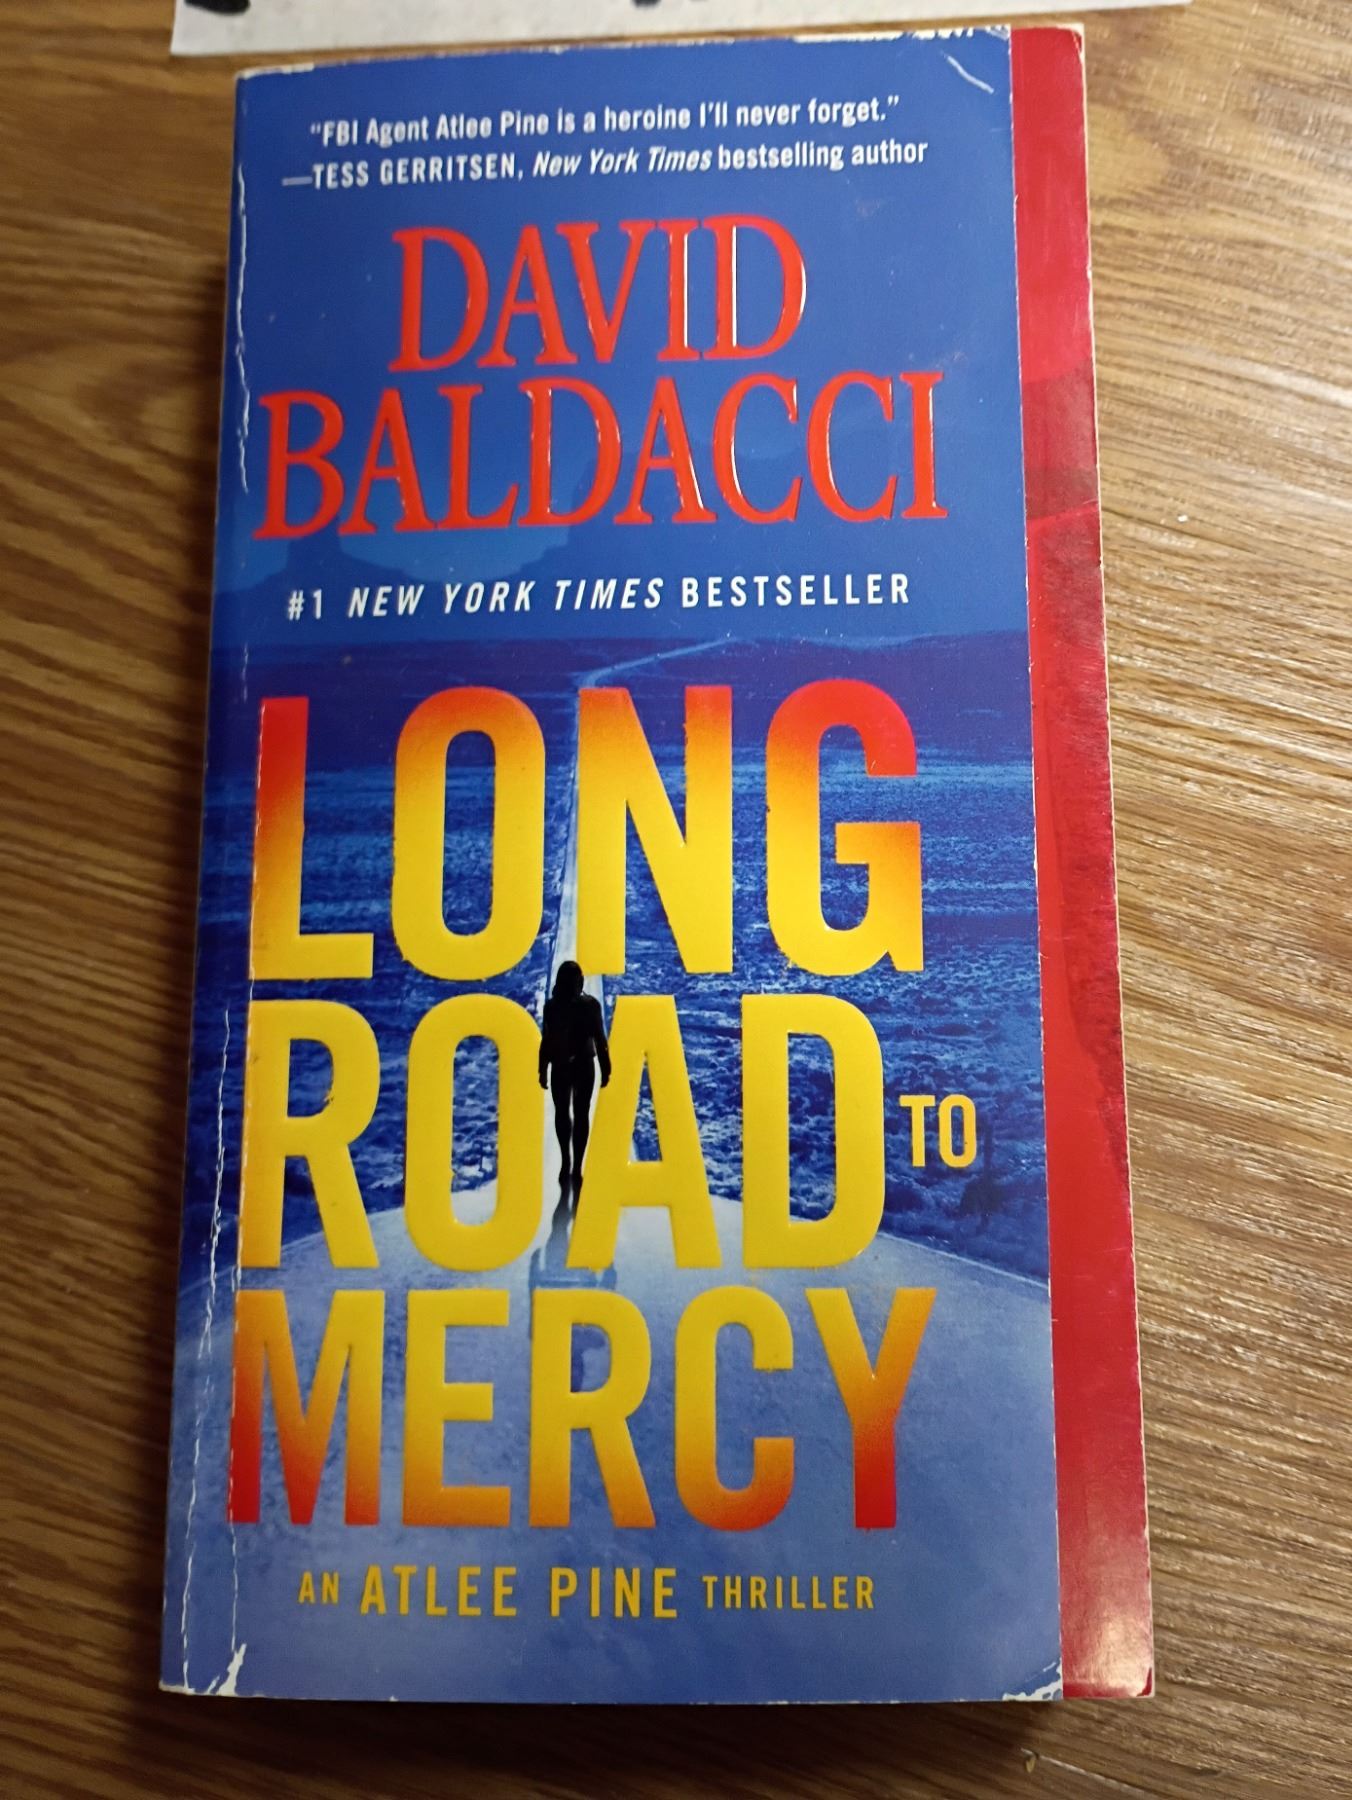 "FBI Agent Atlee Pine is a heroine I'll never forget."
—TESS GERRITSEN, New York Times bestselling author
DAVID
BALDACCI
#1 NEW YORK TIMES BESTSELLER
LONG
ROAD TO
MERCY
AN ATLEE PINE THRILLER